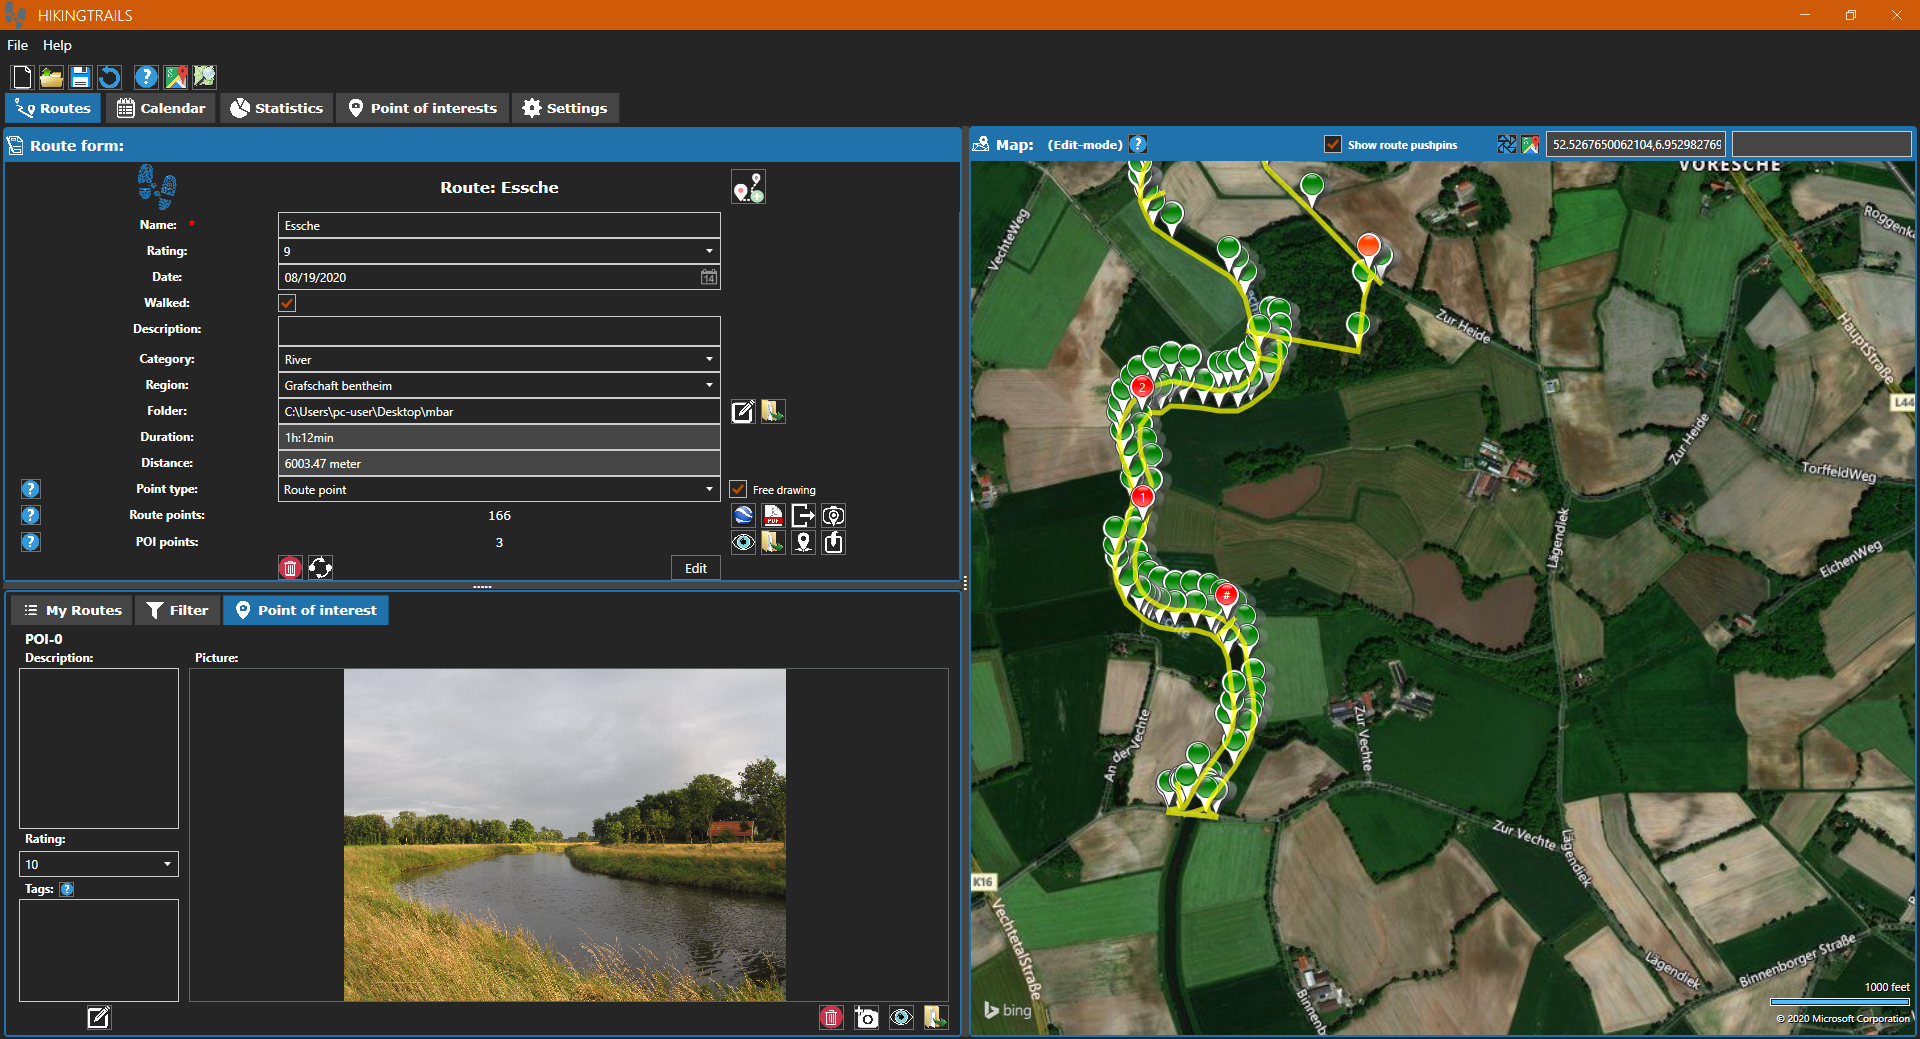 HIKINGTRAILS
File Help
Routes Calendar Statistics Point of interests Settings
Route form:
Route: Essche
Name: *
Essche
Rating:
9
Date:
08/19/2020
14
Walked:
Description:
Category:
River
Region:
Grafschaft bentheim
Folder:
C:\Users\pc-user\Desktop\mbar
Duration:
1h:12min
Distance:
6003.47 meter
Point type:
Route point
Free drawing
Route points:
166
PDF
POI points:
3
Edit
My Routes Filter Point of interest
POI-0
Description:
Picture:
Rating:
10
Tags:
Map: (Edit-mode)
Show route pushpins
52.5267650062104,6.952982769
VORESCHE
VechteWeg
Roggenka
Zur Heide
HauptStraße
L44
2
Zur Heide
TorffeldWeg
1
Lägendiek
EichenWeg
#
An der Vechte
Zur Vechte
Zur Vechte
Lägendiek
K16
VechtetalStraße
Lägendiek
Binnenborger Straße
Binnenb
1000 feet
bing
© 2020 Microsoft Corporation